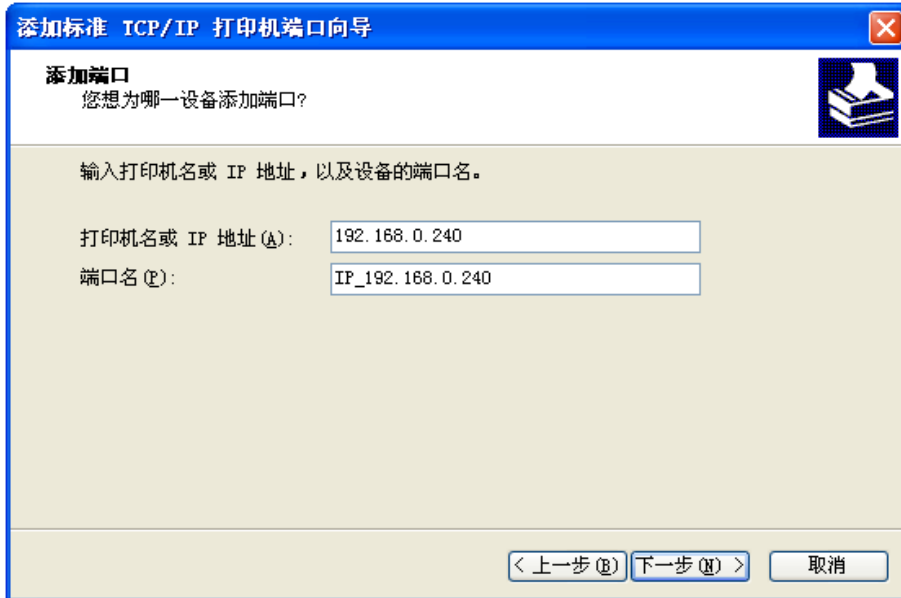 添加标准 TCP/IP 打印机端口向导
添加端口
您想为哪一设备添加端口?
输入打印机名或 IP 地址，以及设备的端口名。
打印机名或 IP 地址(A): 192.168.0.240
端口名(P): IP_192.168.0.240
< 上一步(B) 下一步(N) > 取消